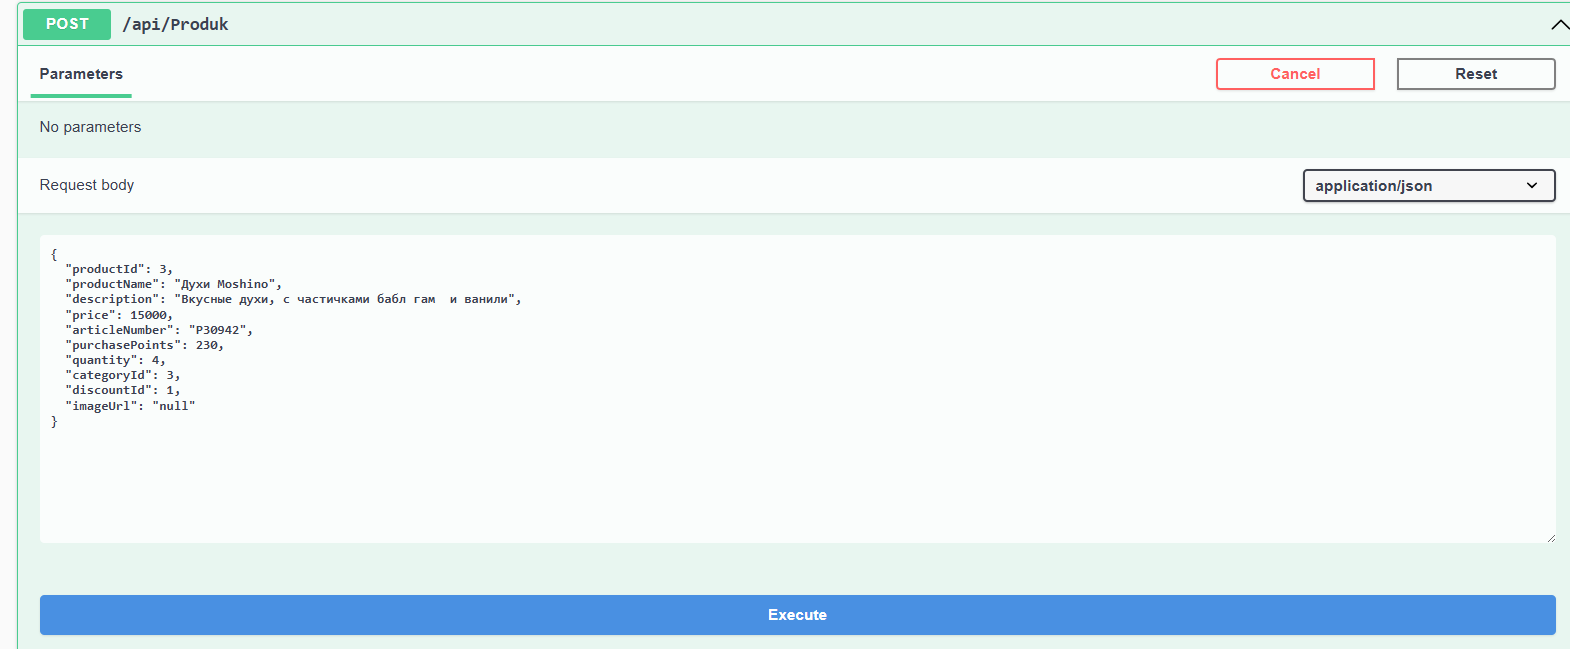 POST /api/Produk
Parameters
Cancel
Reset
No parameters
Request body
application/json
{
"productId": 3,
"productName": "Духи Moshino",
"description": "Вкусные духи, с частичками бабл гам  и ванили",
"price": 15000,
"articleNumber": "P30942",
"purchasePoints": 230,
"quantity": 4,
"categoryId": 3,
"discountId": 1,
"imageUrl": "null"
}
Execute